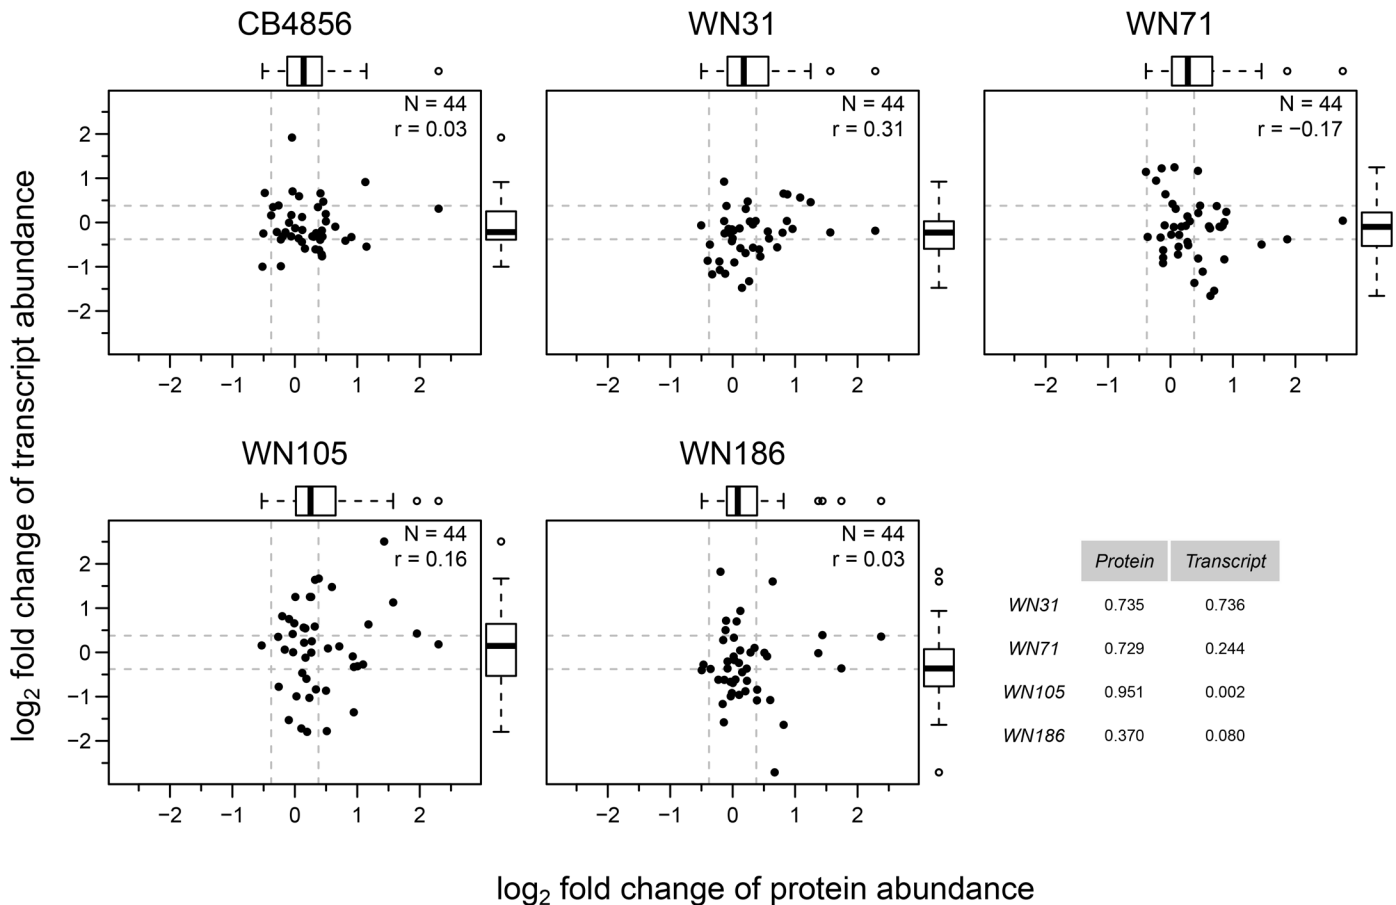 CB4856
WN31
WN71
N = 44
r = 0.03
N = 44
r = 0.31
N = 44
r = −0.17
2
1
0
−1
−2
−2 −1 0 1 2
−2 −1 0 1 2
−2 −1 0 1 2
log2 fold change of transcript abundance
WN105
WN186
N = 44
r = 0.16
N = 44
r = 0.03
2
1
0
−1
−2
−2 −1 0 1 2
−2 −1 0 1 2
Protein Transcript
WN31 0.735 0.736
WN71 0.729 0.244
WN105 0.951 0.002
WN186 0.370 0.080
log2 fold change of protein abundance